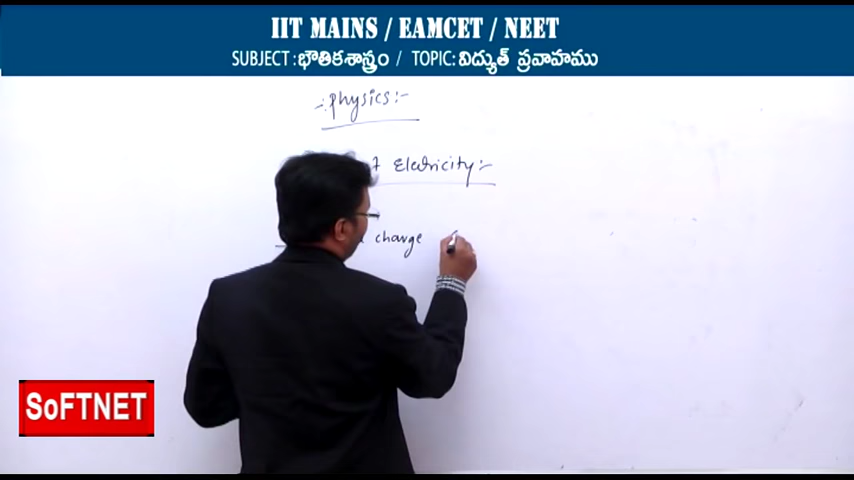 IIT MAINS / EAMCET / NEET
SUBJECT : భౌతికశాస్త్రం / TOPIC: విద్యుత్ ప్రవాహము
-: Physics :-
Electricity :-
charge
SoFTNET